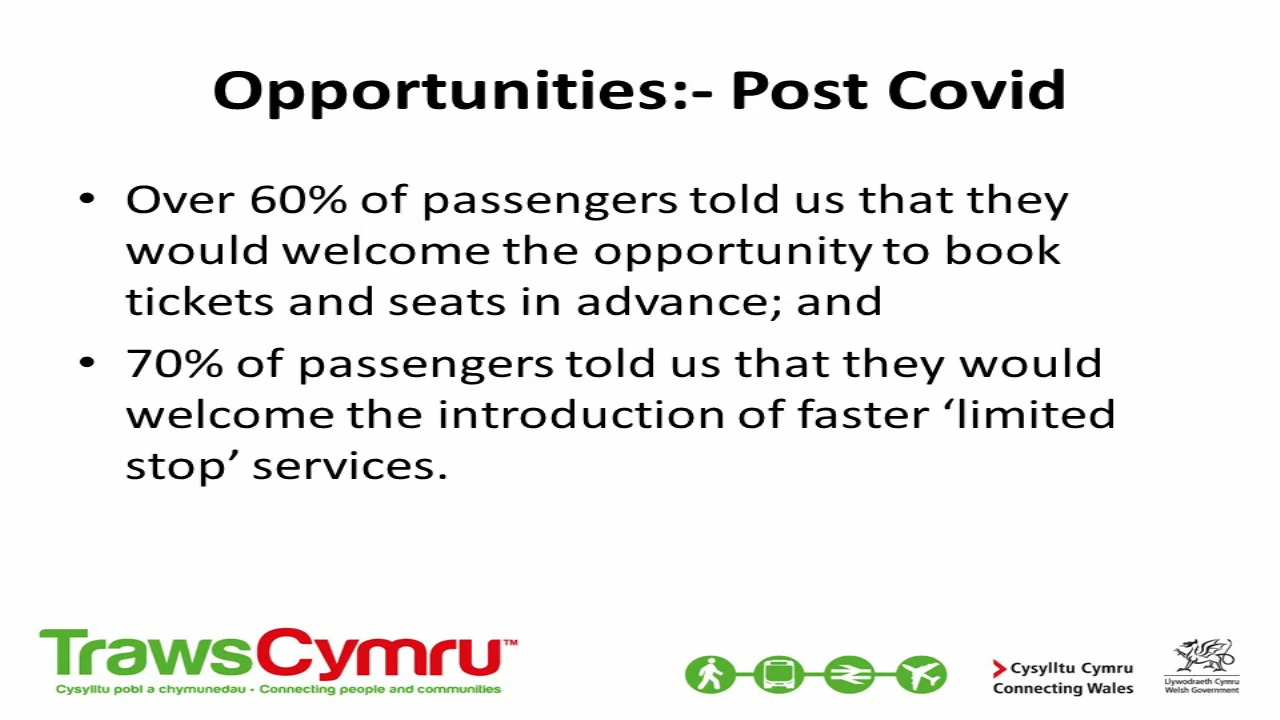 Opportunities:- Post Covid
• Over 60% of passengers told us that they
would welcome the opportunity to book
tickets and seats in advance; and
• 70% of passengers told us that they would
welcome the introduction of faster ‘limited
stop’ services.
TrawsCymru™
Cysylltu pobl a chymunedau • Connecting people and communities
Cysylltu Cymru
Connecting Wales
Llywodraeth Cymru
Welsh Government